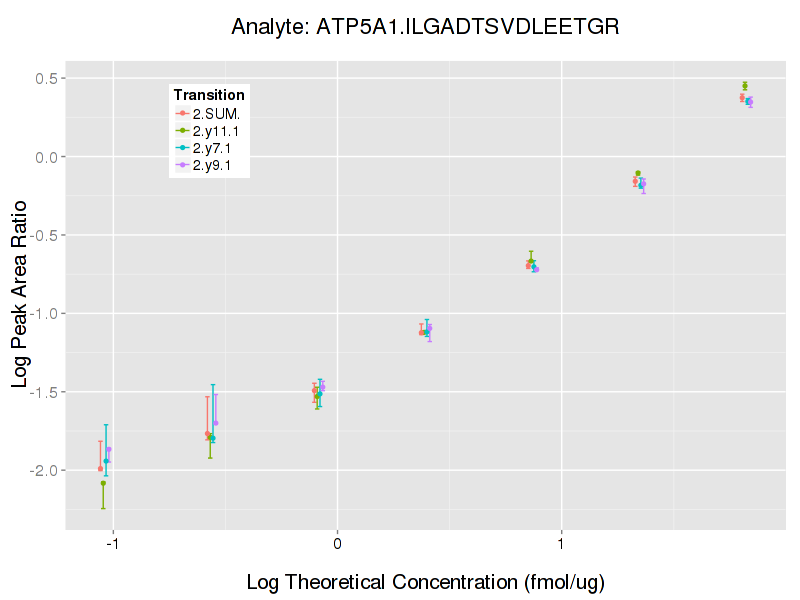 Analyte: ATP5A1.ILGADTSVDLEETGR
Log Peak Area Ratio
0.5
0.0
-0.5
-1.0
-1.5
-2.0
Transition
2.SUM.
2.y11.1
2.y7.1
2.y9.1
-1
0
1
Log Theoretical Concentration (fmol/ug)